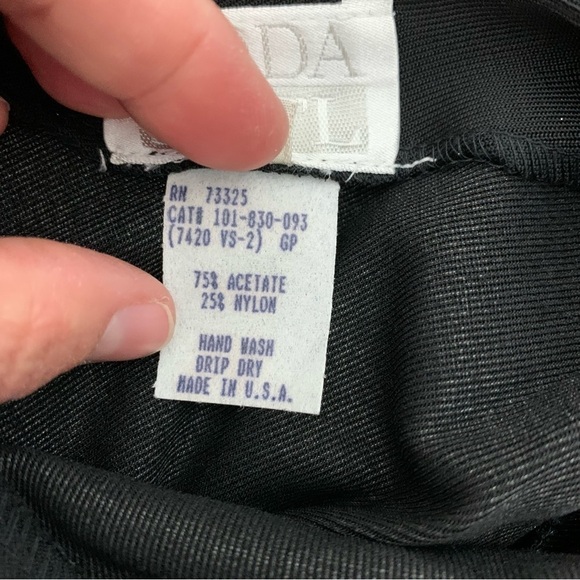 RN 73325
CAT# 101-830-093
(7420 VS-2) GP
75% ACETATE
25% NYLON
HAND WASH
DRIP DRY
MADE IN U.S.A.